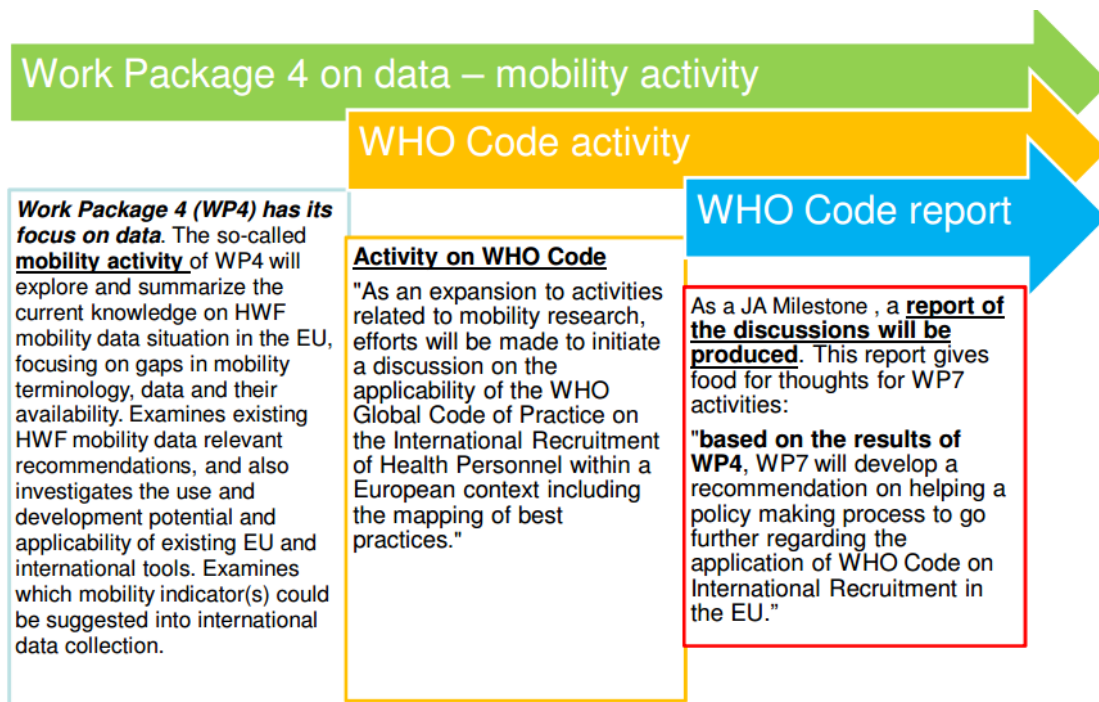 Work Package 4 on data – mobility activity
WHO Code activity
WHO Code report
Work Package 4 (WP4) has its
focus on data. The so-called
mobility activity of WP4 will
explore and summarize the
current knowledge on HWF
mobility data situation in the EU,
focusing on gaps in mobility
terminology, data and their
availability. Examines existing
HWF mobility data relevant
recommendations, and also
investigates the use and
development potential and
applicability of existing EU and
international tools. Examines
which mobility indicator(s) could
be suggested into international
data collection.
Activity on WHO Code
"As an expansion to activities
related to mobility research,
efforts will be made to initiate
a discussion on the
applicability of the WHO
Global Code of Practice on
the International Recruitment
of Health Personnel within a
European context including
the mapping of best
practices."
As a JA Milestone , a report of
the discussions will be
produced. This report gives
food for thoughts for WP7
activities:
"based on the results of
WP4, WP7 will develop a
recommendation on helping a
policy making process to go
further regarding the
application of WHO Code on
International Recruitment in
the EU.”